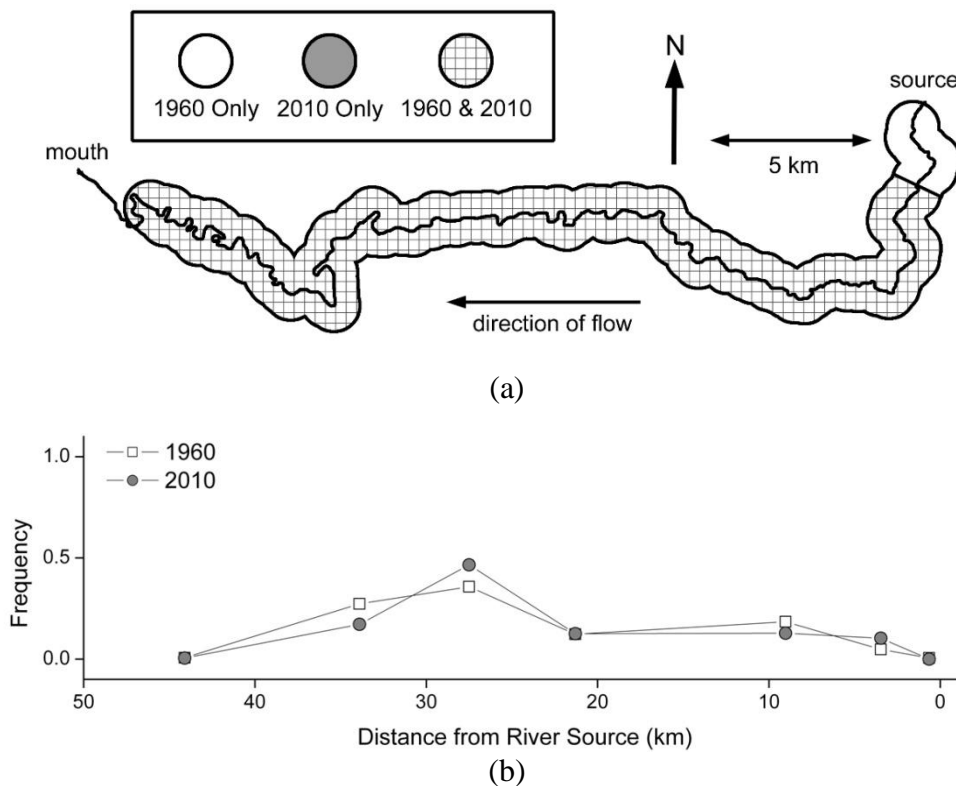 1960 Only 2010 Only 1960 & 2010
N
source
5 km
mouth
direction of flow
(a)
1960
2010
1.0
0.5
0.0
Frequency
50 40 30 20 10 0
Distance from River Source (km)
(b)